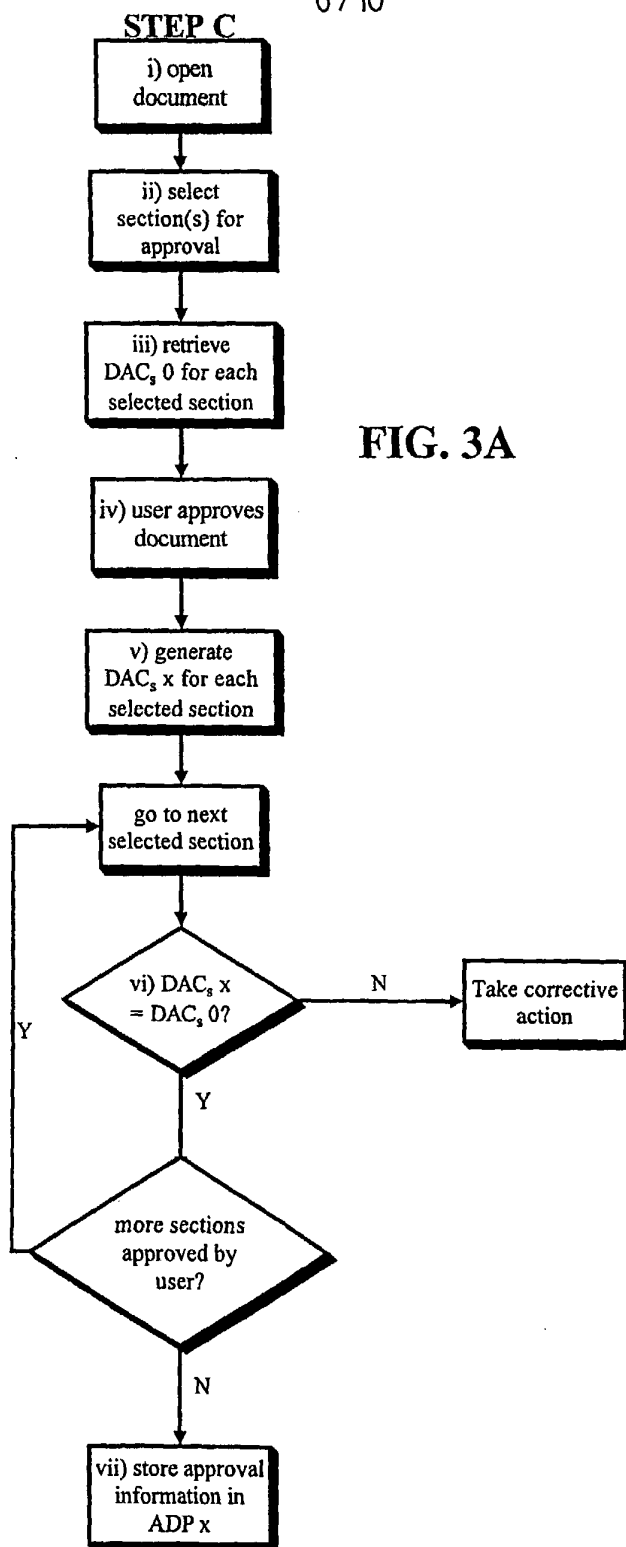 6/10
STEP C
i) open
document
ii) select
section(s) for
approval
iii) retrieve
DACₛ 0 for each
selected section
FIG. 3A
iv) user approves
document
v) generate
DACₛ x for each
selected section
go to next
selected section
vi) DACₛ x
= DACₛ 0?
N
Take corrective
action
Y
Y
more sections
approved by
user?
N
vii) store approval
information in
ADP x